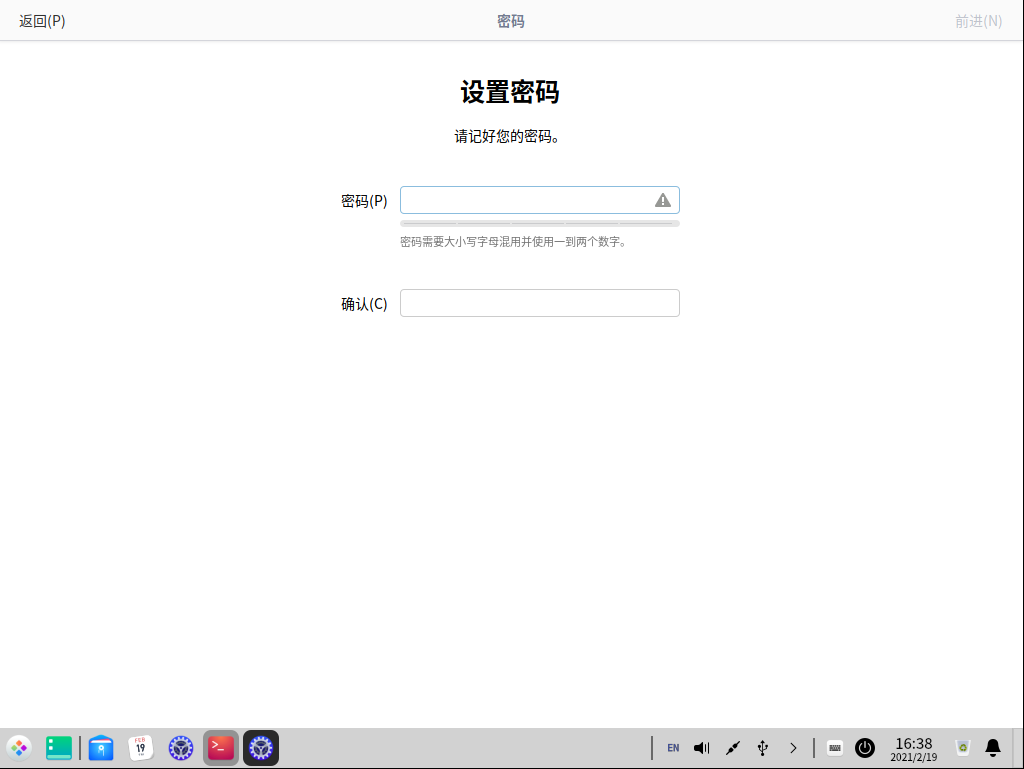 返回(P)
密码
前进(N)
设置密码
请记好您的密码。
密码(P)
密码需要大小写字母混用并使用一到两个数字。
确认(C)
FEB
19
EN
16:38
2021/2/19